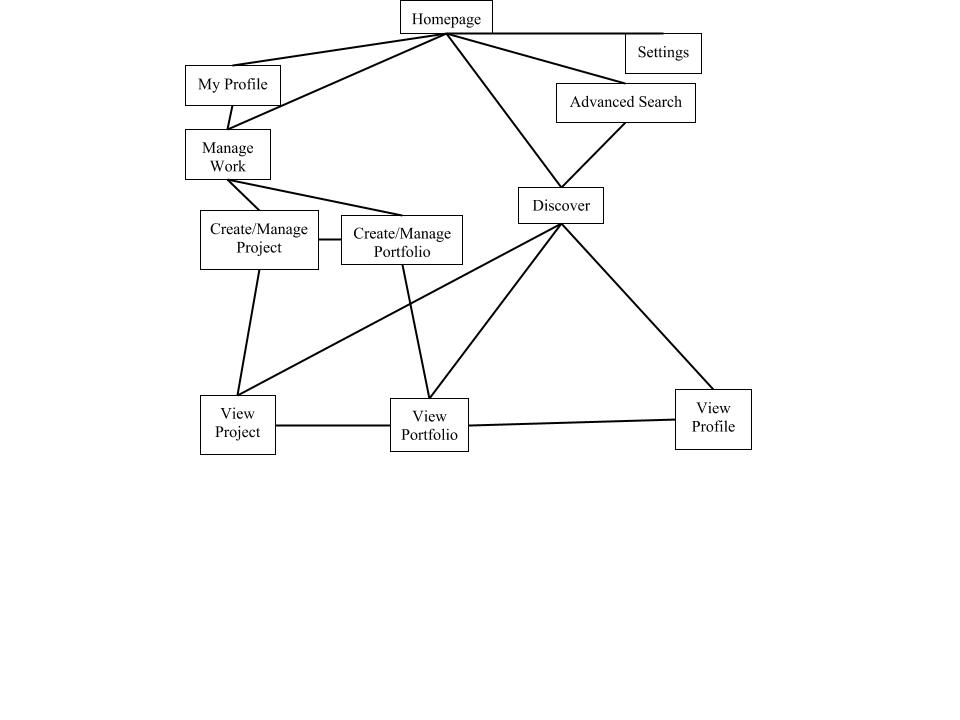 Homepage
Settings
My Profile
Advanced Search
Manage
Work
Discover
Create/Manage
Project
Create/Manage
Portfolio
View
Project
View
Portfolio
View
Profile